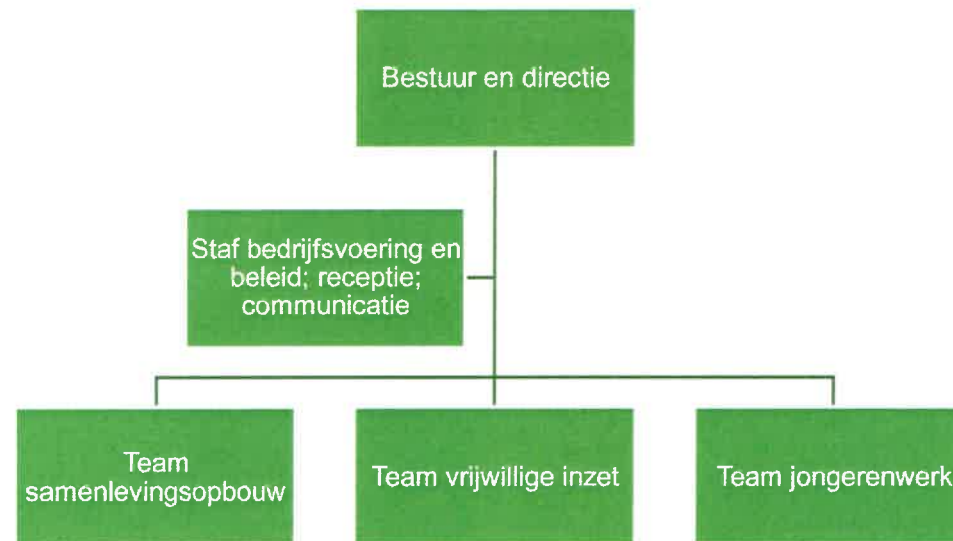 Bestuur en directie
Staf bedrijfsvoering en
beleid; receptie;
communicatie
Team
samenlevingsopbouw
Team vrijwillige inzet
Team jongerenwerk